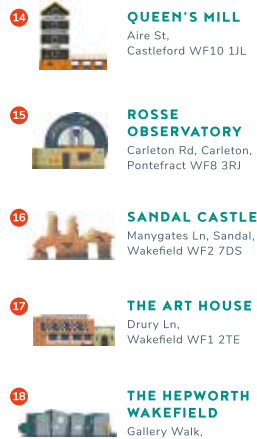 14
QUEEN'S MILL
Aire St,
Castleford WF10 1JL
15
ROSSE
OBSERVATORY
Carleton Rd, Carleton,
Pontefract WF8 3RJ
16
SANDAL CASTLE
Manygates Ln, Sandal,
Wakefield WF2 7DS
17
THE ART HOUSE
Drury Ln,
Wakefield WF1 2TE
18
THE HEPWORTH
WAKEFIELD
Gallery Walk,